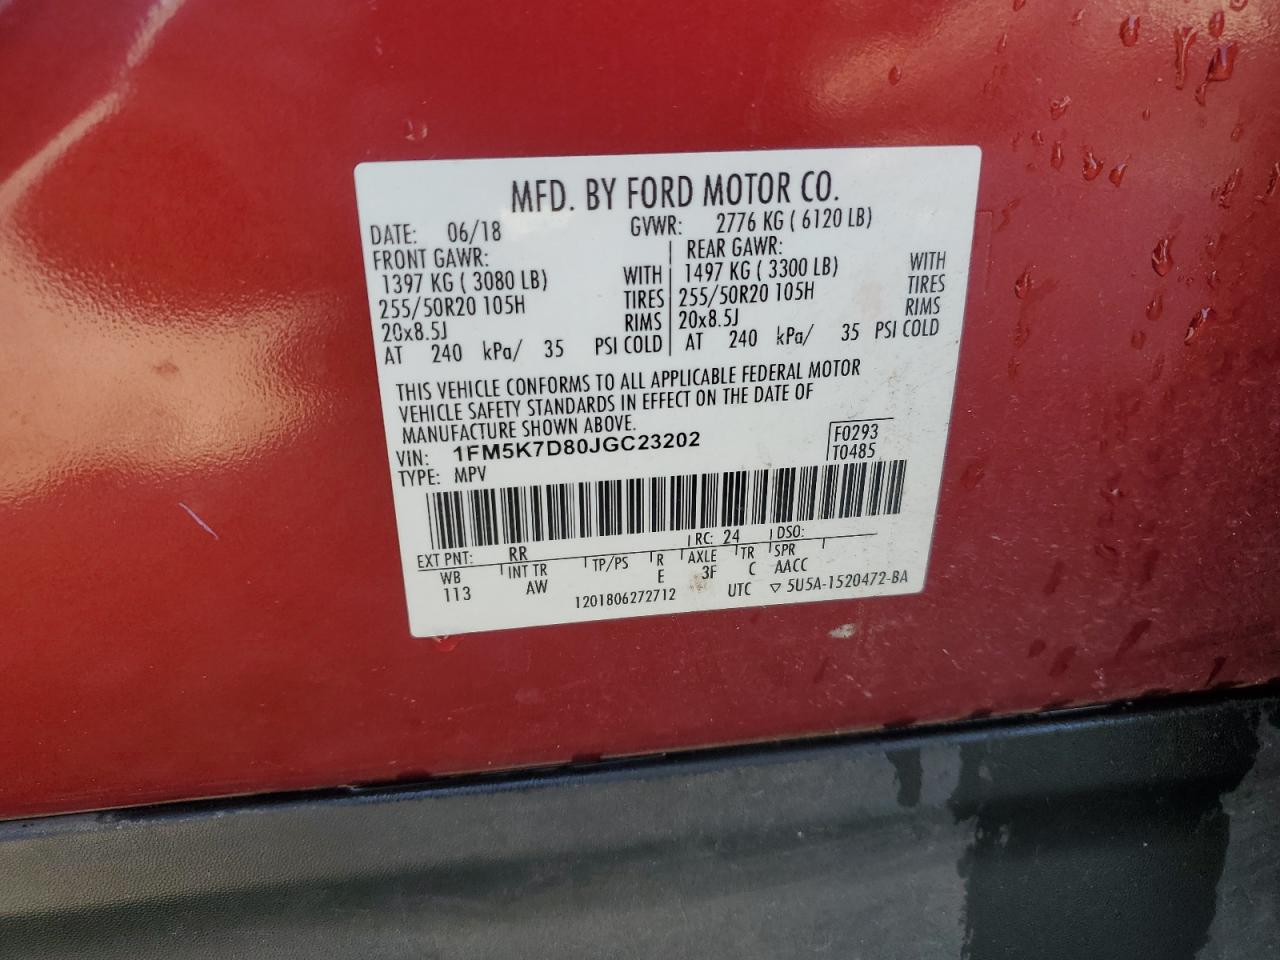 MFD. BY FORD MOTOR CO.
DATE: 06/18 GVWR: 2776 KG ( 6120 LB)
FRONT GAWR: REAR GAWR:
1397 KG ( 3080 LB) WITH 1497 KG ( 3300 LB) WITH
255/50R20 105H TIRES 255/50R20 105H TIRES
20x8.5J RIMS 20x8.5J RIMS
AT 240 kPa/ 35 PSI COLD AT 240 kPa/ 35 PSI COLD
THIS VEHICLE CONFORMS TO ALL APPLICABLE FEDERAL MOTOR
VEHICLE SAFETY STANDARDS IN EFFECT ON THE DATE OF
MANUFACTURE SHOWN ABOVE.
VIN: 1FM5K7D80JGC23202 F0293
TYPE: MPV T0485
EXT PNT: RR RC: 24 DSO:
WB INT TR TP/PS R AXLE TR SPR
113 AW E 3F C AACC
1201806272712 UTC ▽ 5U5A-1520472-BA